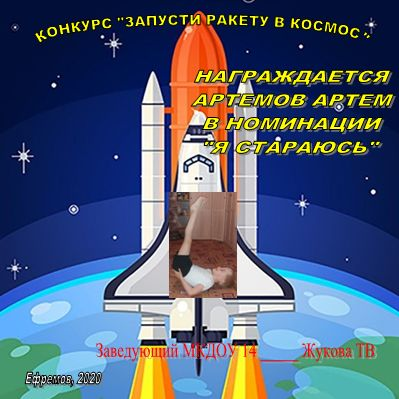 КОНКУРС "ЗАПУСТИ РАКЕТУ В КОСМОС"
НАГРАЖДАЕТСЯ
АРТЕМОВ АРТЕМ
В НОМИНАЦИИ
"Я СТАРАЮСЬ"
Заведующий МКДОУ 14 ______ Жукова ТВ
Ефремов, 2020